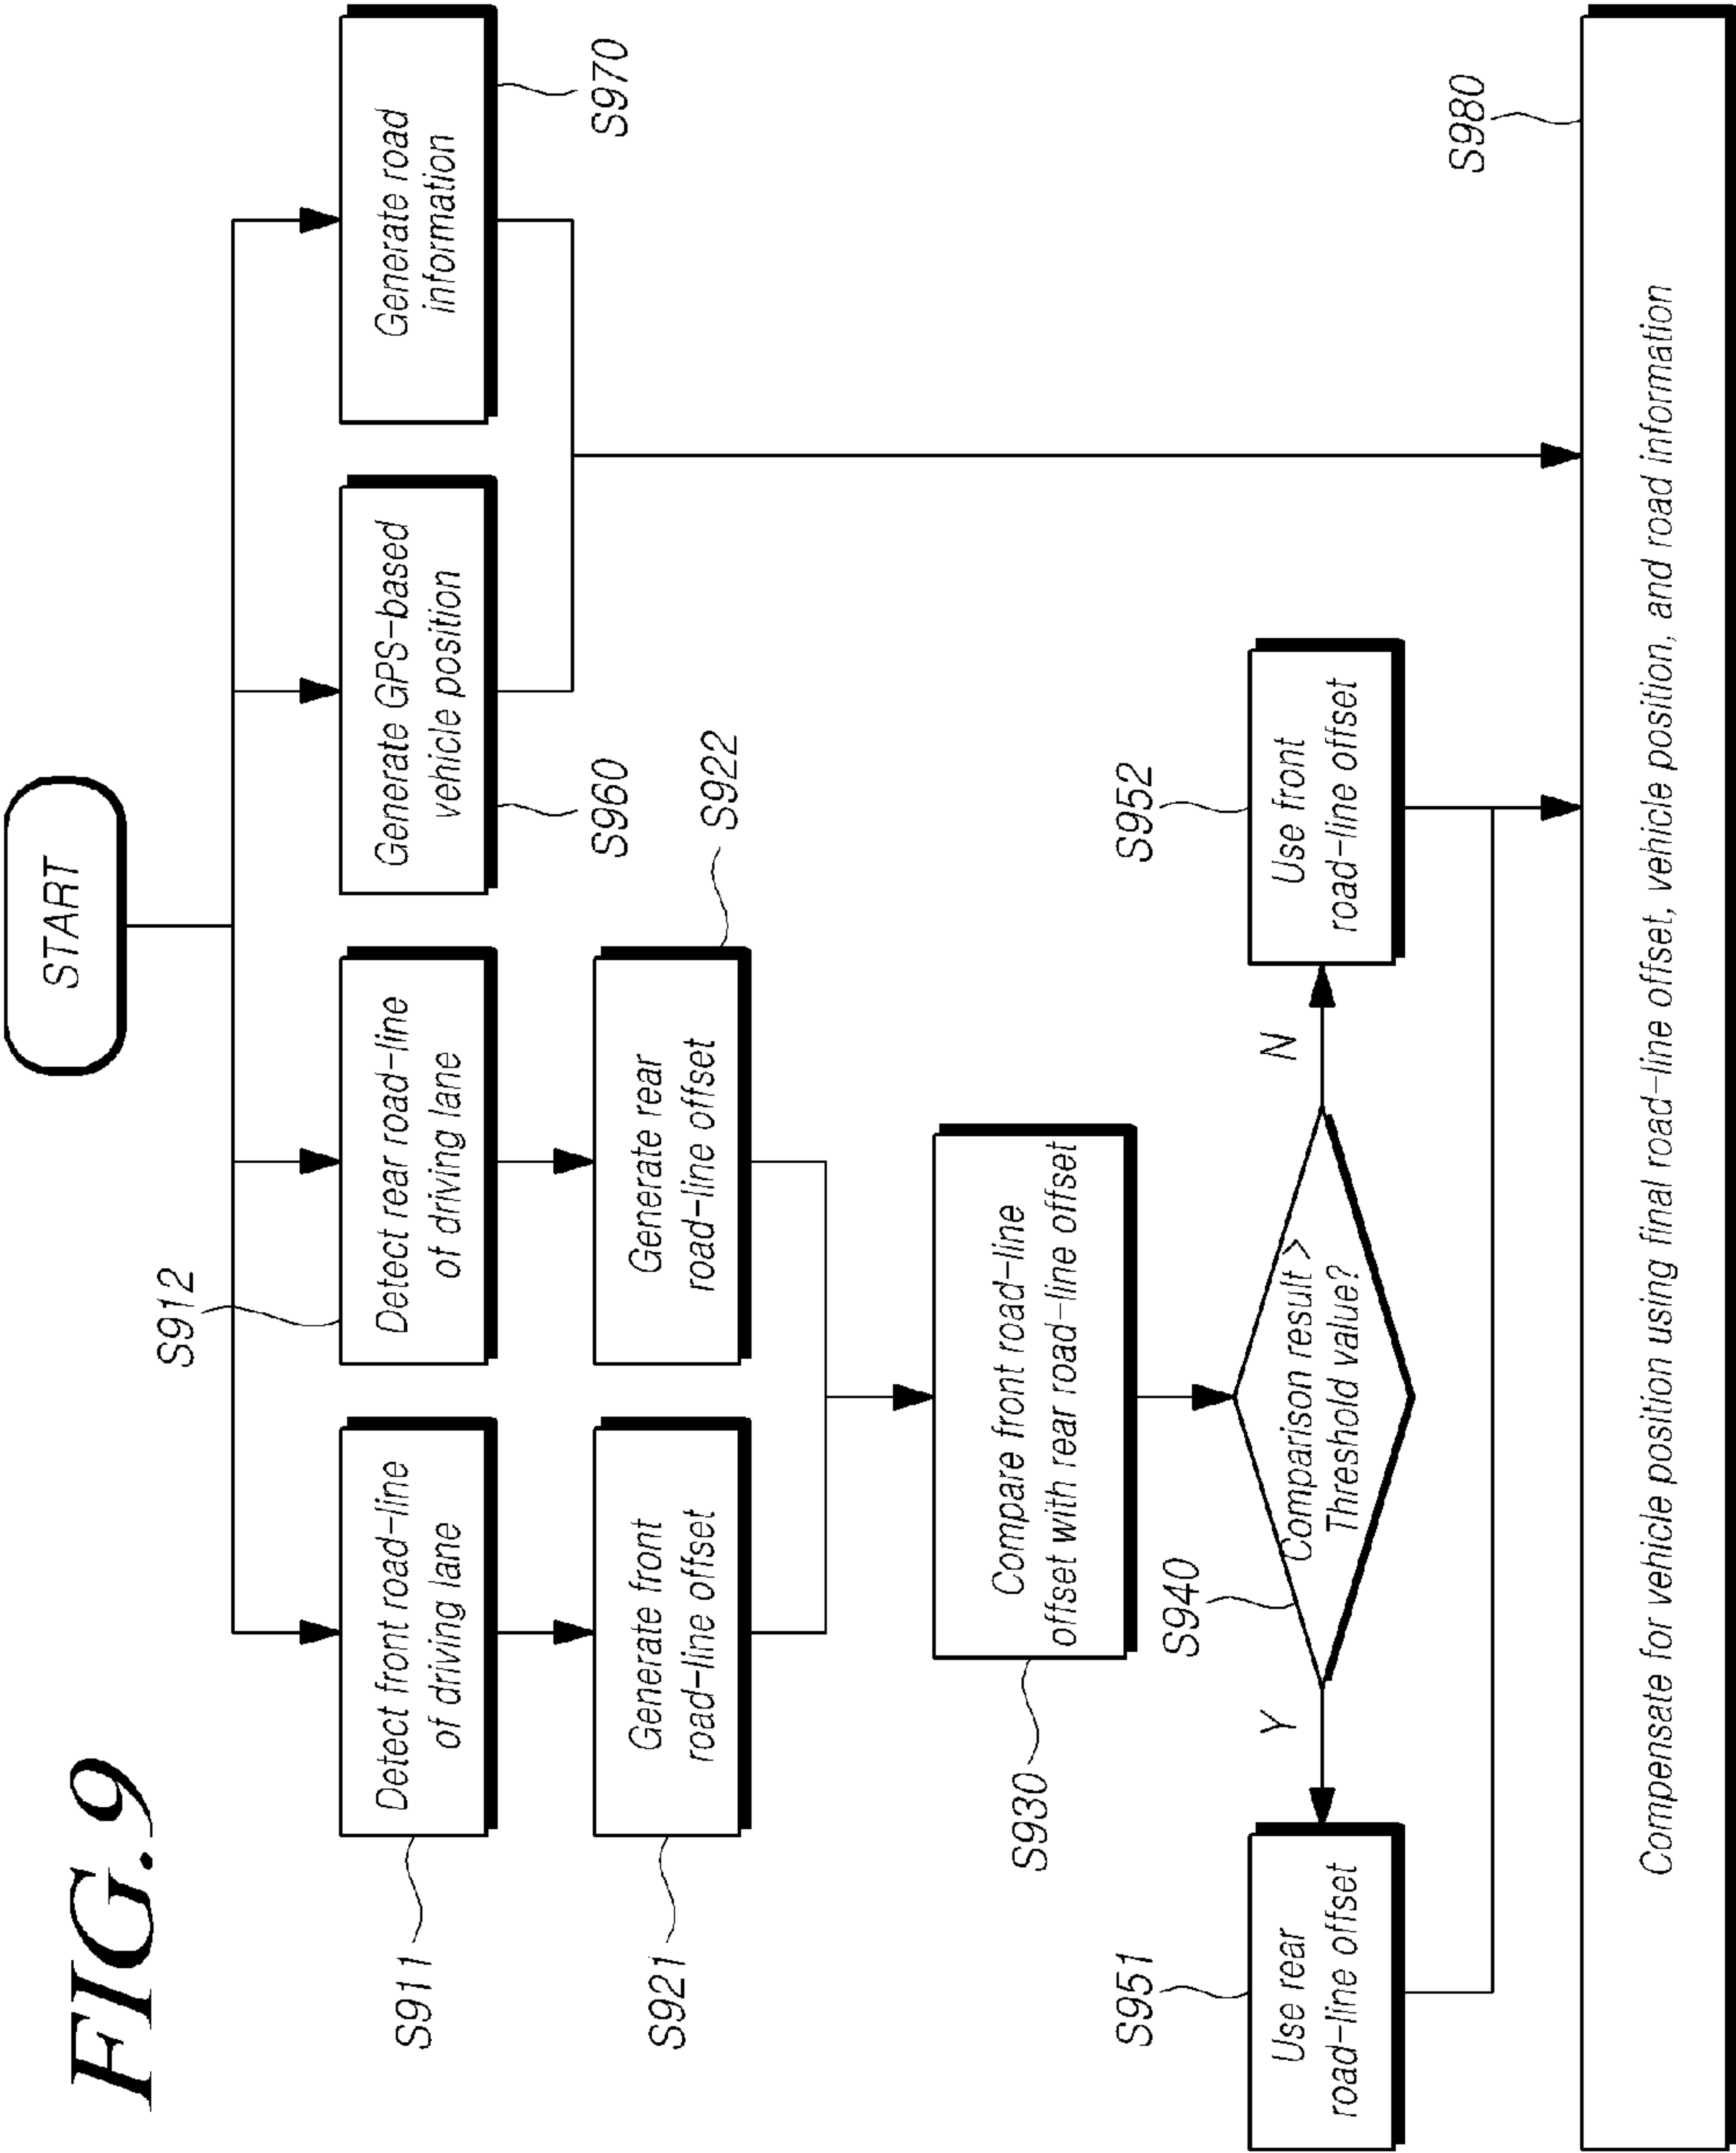 FIG.9
START
S912
Detect front road-line
of driving lane
Detect rear road-line
of driving lane
Generate GPS-based
vehicle position
Generate road
information
S911
S960
S970
Generate front
road-line offset
Generate rear
road-line offset
S921
S922
Compare front road-line
offset with rear road-line offset
S930
S940
Comparison result >
Threshold value?
Y
N
S951
S952
Use rear
road-line offset
Use front
road-line offset
S980
Compensate for vehicle position using final road-line offset, vehicle position, and road information